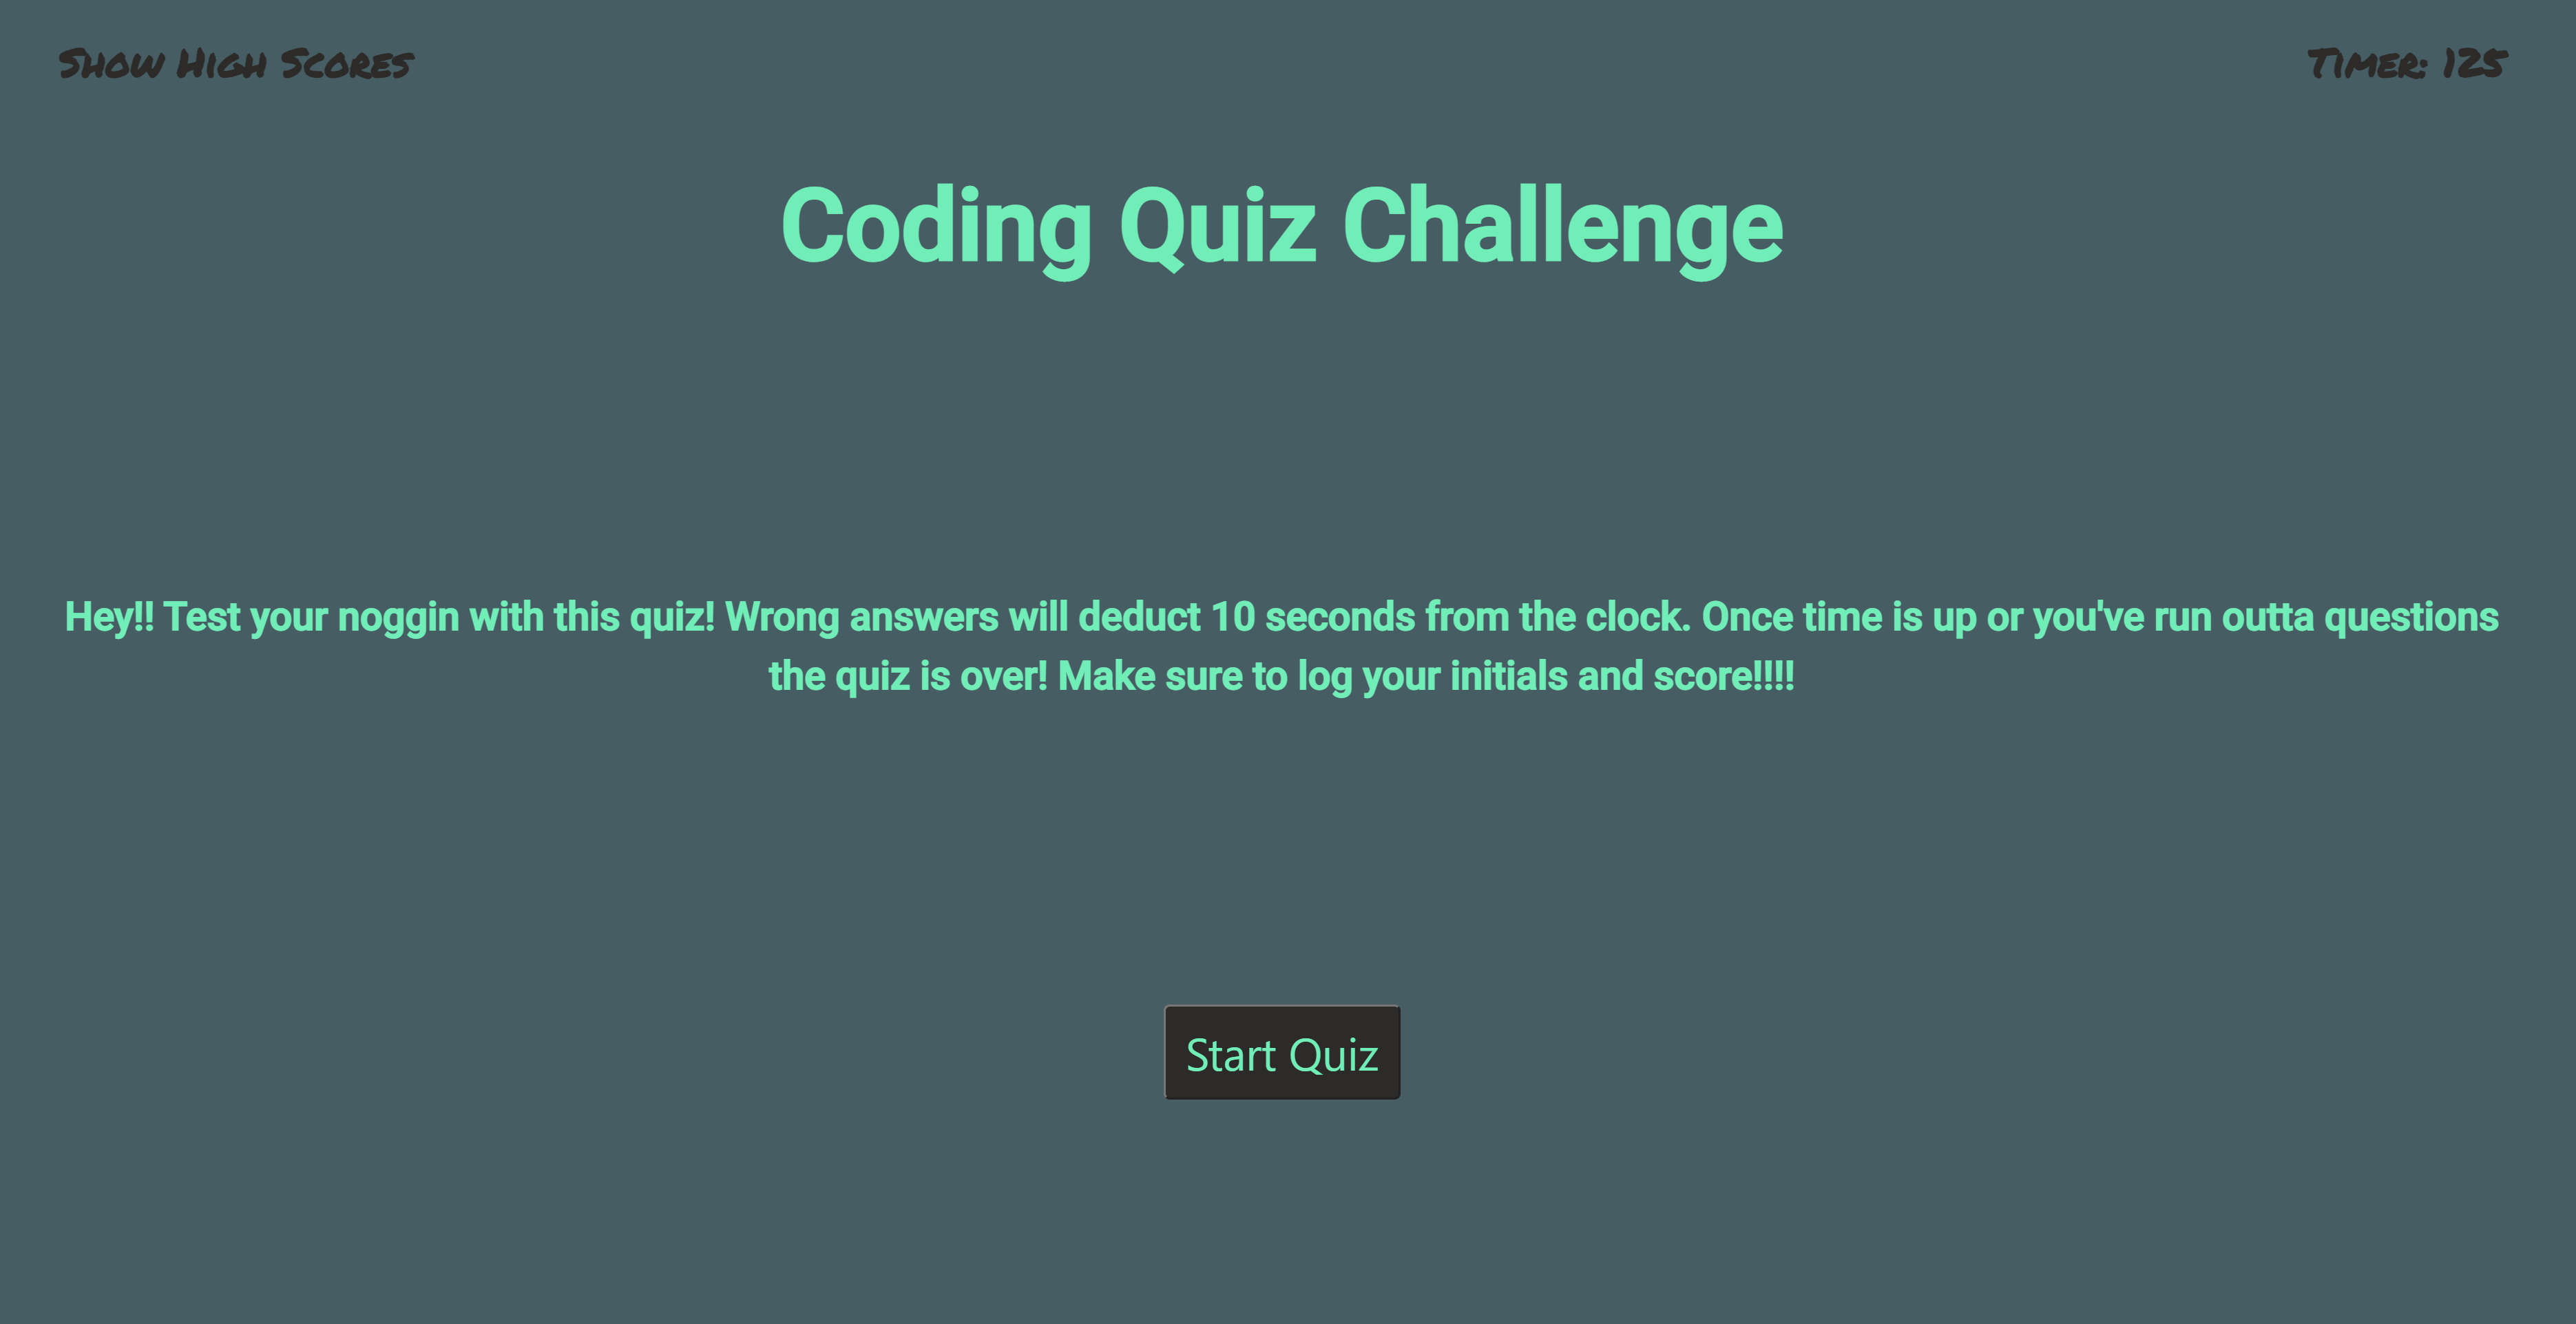 Show High Scores
Timer: 125
Coding Quiz Challenge
Hey!! Test your noggin with this quiz! Wrong answers will deduct 10 seconds from the clock. Once time is up or you've run outta questions
the quiz is over! Make sure to log your initials and score!!!!
Start Quiz